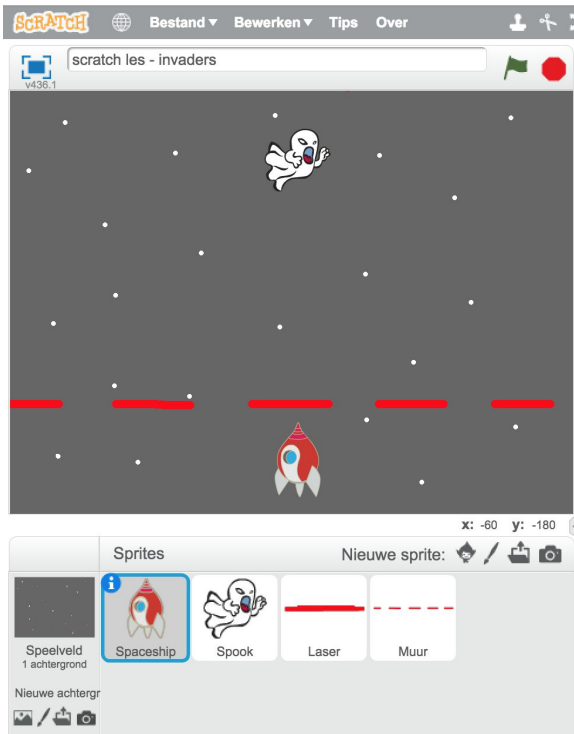 SCRATCH Bestand Bewerken Tips Over
scratch les - invaders
v436.1
x: -60 y: -180
Sprites Nieuwe sprite:
Speelveld
1 achtergrond
Spaceship Spook Laser Muur
Nieuwe achtergr